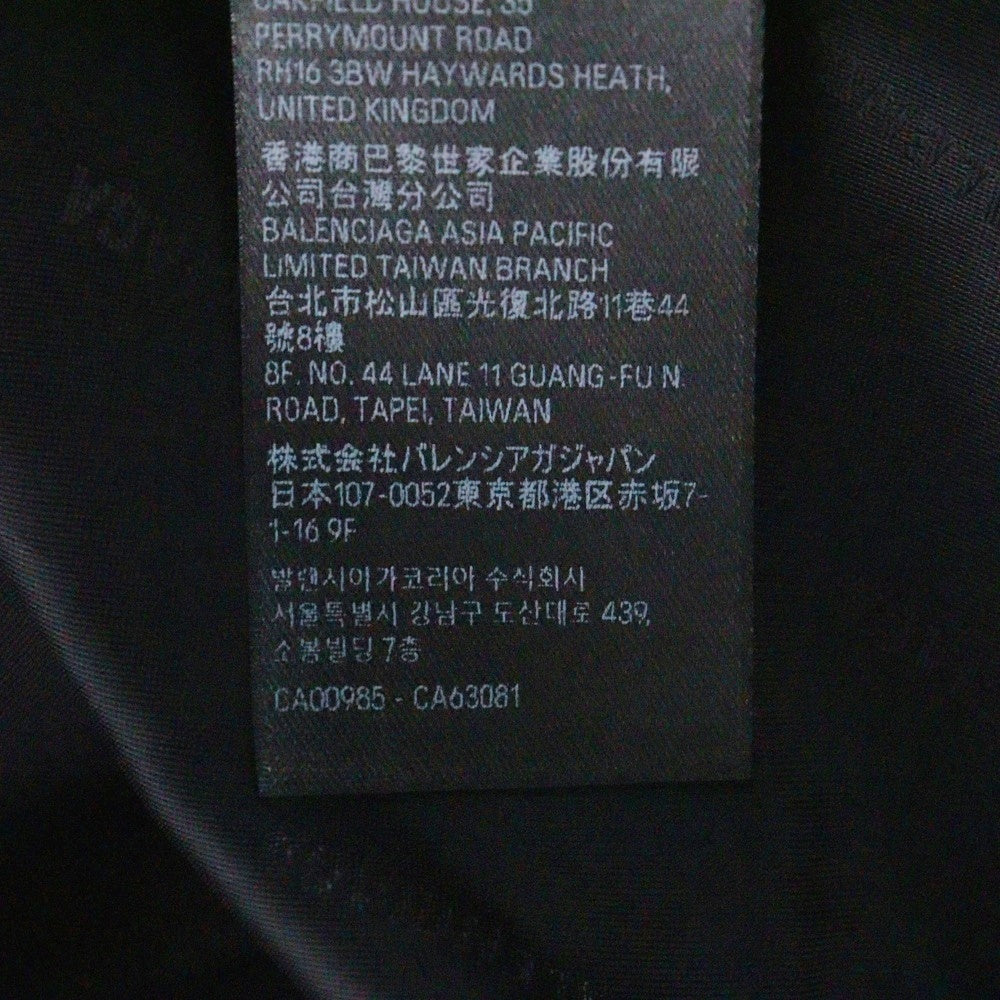 OAKFIELD HOUSE, 35
PERRYMOUNT ROAD
RH16 3BW HAYWARDS HEATH,
UNITED KINGDOM
香港商巴黎世家企業股份有限
公司台灣分公司
BALENCIAGA ASIA PACIFIC
LIMITED TAIWAN BRANCH
台北市松山區光復北路11巷44
號8樓
8F. NO. 44 LANE 11 GUANG-FU N.
ROAD, TAPEI, TAIWAN
株式会社バレンシアガジャパン
日本107-0052東京都港区赤坂7-
1-16 9F
발렌시아가코리아 수식회사
서울특별시 강남구 도산대로 439,
소봄빌딩 7층
CA00985 - CA63081